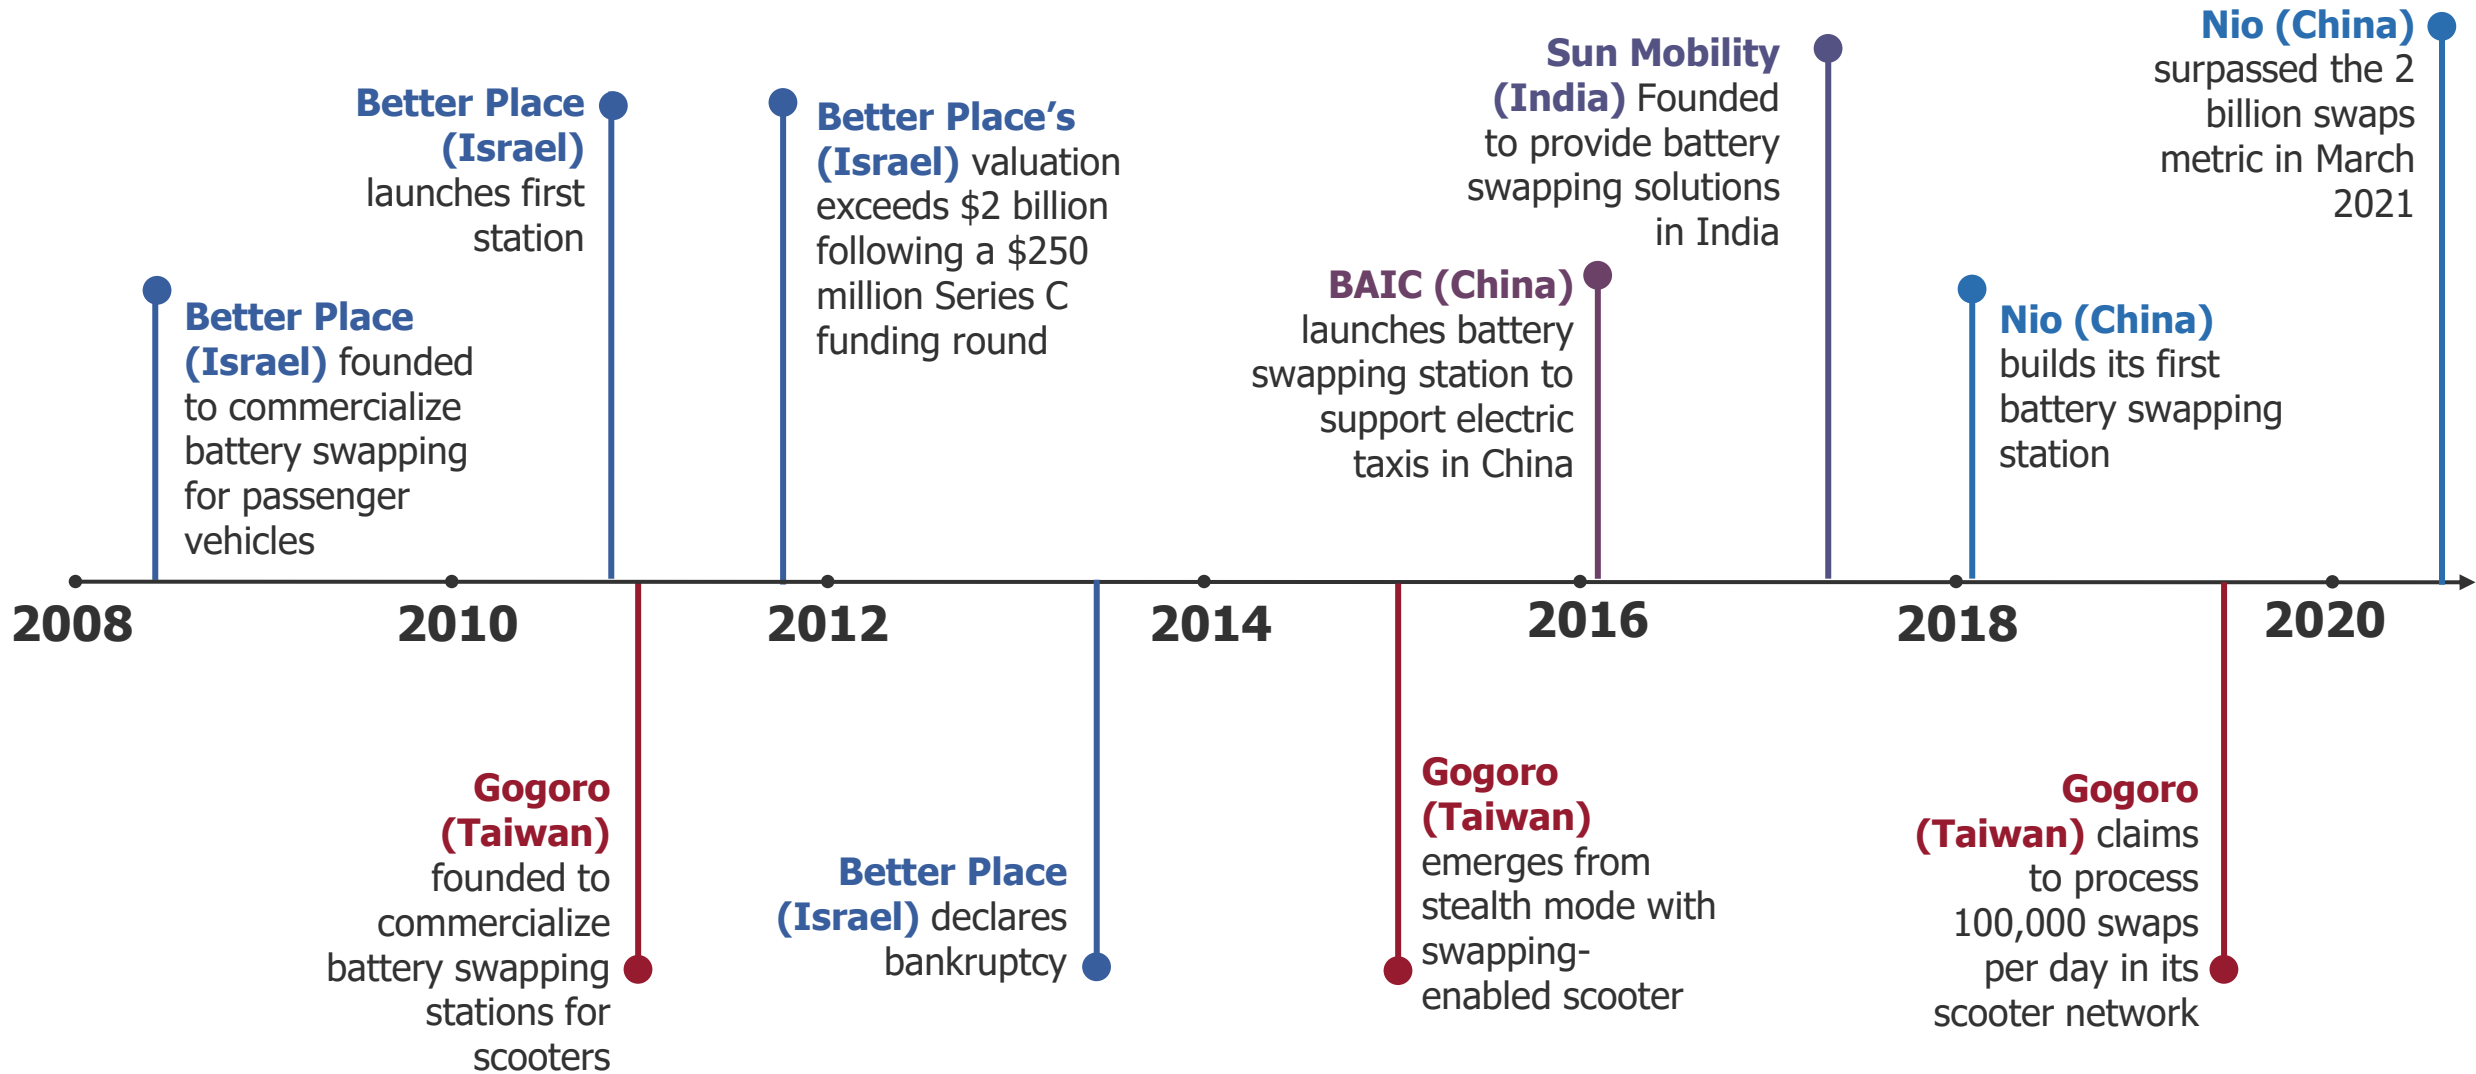 Better Place
(Israel) founded
to commercialize
battery swapping
for passenger
vehicles
Better Place
(Israel)
launches first
station
Better Place’s
(Israel) valuation
exceeds $2 billion
following a $250
million Series C
funding round
BAIC (China)
launches battery
swapping station to
support electric
taxis in China
Sun Mobility
(India) Founded
to provide battery
swapping solutions
in India
Nio (China)
builds its first
battery swapping
station
Nio (China)
surpassed the 2
billion swaps
metric in March
2021
2008
2010
2012
2014
2016
2018
2020
Gogoro
(Taiwan)
founded to
commercialize
battery swapping
stations for
scooters
Better Place
(Israel) declares
bankruptcy
Gogoro
(Taiwan)
emerges from
stealth mode with
swapping-
enabled scooter
Gogoro
(Taiwan) claims
to process
100,000 swaps
per day in its
scooter network